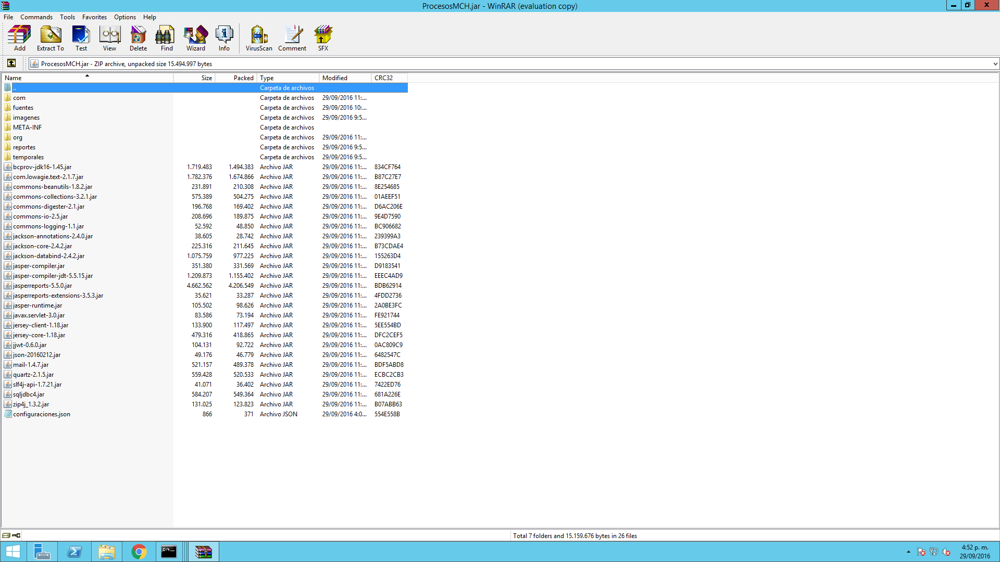 ProcesosMCH.jar - WinRAR (evaluation copy)
File Commands Tools Favorites Options Help
Add Extract To Test View Delete Find Wizard Info VirusScan Comment SFX
ProcesosMCH.jar - ZIP archive, unpacked size 15.494.997 bytes
Name Size Packed Type Modified CRC32
.. Carpeta de archivos
com Carpeta de archivos 29/09/2016 11:...
fuentes Carpeta de archivos 29/09/2016 10:...
imagenes Carpeta de archivos 29/09/2016 9:5...
META-INF Carpeta de archivos
org Carpeta de archivos 29/09/2016 11:...
reportes Carpeta de archivos 29/09/2016 9:5...
temporales Carpeta de archivos 29/09/2016 9:5...
bcprov-jdk16-1.45.jar 1.719.483 1.494.383 Archivo JAR 29/09/2016 11:... 834CF764
com.lowagie.text-2.1.7.jar 1.782.376 1.674.866 Archivo JAR 29/09/2016 11:... B87C27E7
commons-beanutils-1.8.2.jar 231.891 210.308 Archivo JAR 29/09/2016 11:... 8E254685
commons-collections-3.2.1.jar 575.389 504.275 Archivo JAR 29/09/2016 11:... 01AEEF51
commons-digester-2.1.jar 196.768 169.402 Archivo JAR 29/09/2016 11:... D6AC206E
commons-io-2.5.jar 208.696 189.875 Archivo JAR 29/09/2016 11:... 9E4D7590
commons-logging-1.1.jar 52.592 48.850 Archivo JAR 29/09/2016 11:... BC906682
jackson-annotations-2.4.0.jar 38.605 28.742 Archivo JAR 29/09/2016 11:... 239399A3
jackson-core-2.4.2.jar 225.316 211.645 Archivo JAR 29/09/2016 11:... B73CDAE4
jackson-databind-2.4.2.jar 1.075.759 977.225 Archivo JAR 29/09/2016 11:... 155263D4
jasper-compiler.jar 351.380 331.569 Archivo JAR 29/09/2016 11:... D9183541
jasper-compiler-jdt-5.5.15.jar 1.209.873 1.155.402 Archivo JAR 29/09/2016 11:... EEEC4AD9
jasperreports-5.5.0.jar 4.662.562 4.206.549 Archivo JAR 29/09/2016 11:... BDB62914
jasperreports-extensions-3.5.3.jar 35.621 33.287 Archivo JAR 29/09/2016 11:... 4FDD2736
jasper-runtime.jar 105.502 98.626 Archivo JAR 29/09/2016 11:... 2A0BE3FC
javax.servlet-3.0.jar 83.586 73.194 Archivo JAR 29/09/2016 11:... FE921744
jersey-client-1.18.jar 133.900 117.497 Archivo JAR 29/09/2016 11:... 5EE554BD
jersey-core-1.18.jar 479.316 418.865 Archivo JAR 29/09/2016 11:... DFC2CEF5
jjwt-0.6.0.jar 104.131 92.722 Archivo JAR 29/09/2016 11:... 0AC809C9
json-20160212.jar 49.176 46.779 Archivo JAR 29/09/2016 11:... 6482547C
mail-1.4.7.jar 521.157 489.378 Archivo JAR 29/09/2016 11:... BDF5ABD8
quartz-2.1.5.jar 559.428 520.533 Archivo JAR 29/09/2016 11:... ECBC2CB3
slf4j-api-1.7.21.jar 41.071 36.402 Archivo JAR 29/09/2016 11:... 7422ED76
sqljdbc4.jar 584.207 549.364 Archivo JAR 29/09/2016 11:... 681A226E
zip4j_1.3.2.jar 131.025 123.823 Archivo JAR 29/09/2016 11:... B07ABB63
configuraciones.json 866 371 Archivo JSON 29/09/2016 4:0... 554E558B
Total 7 folders and 15.159.676 bytes in 26 files
C:\_
4:52 p. m.
29/09/2016